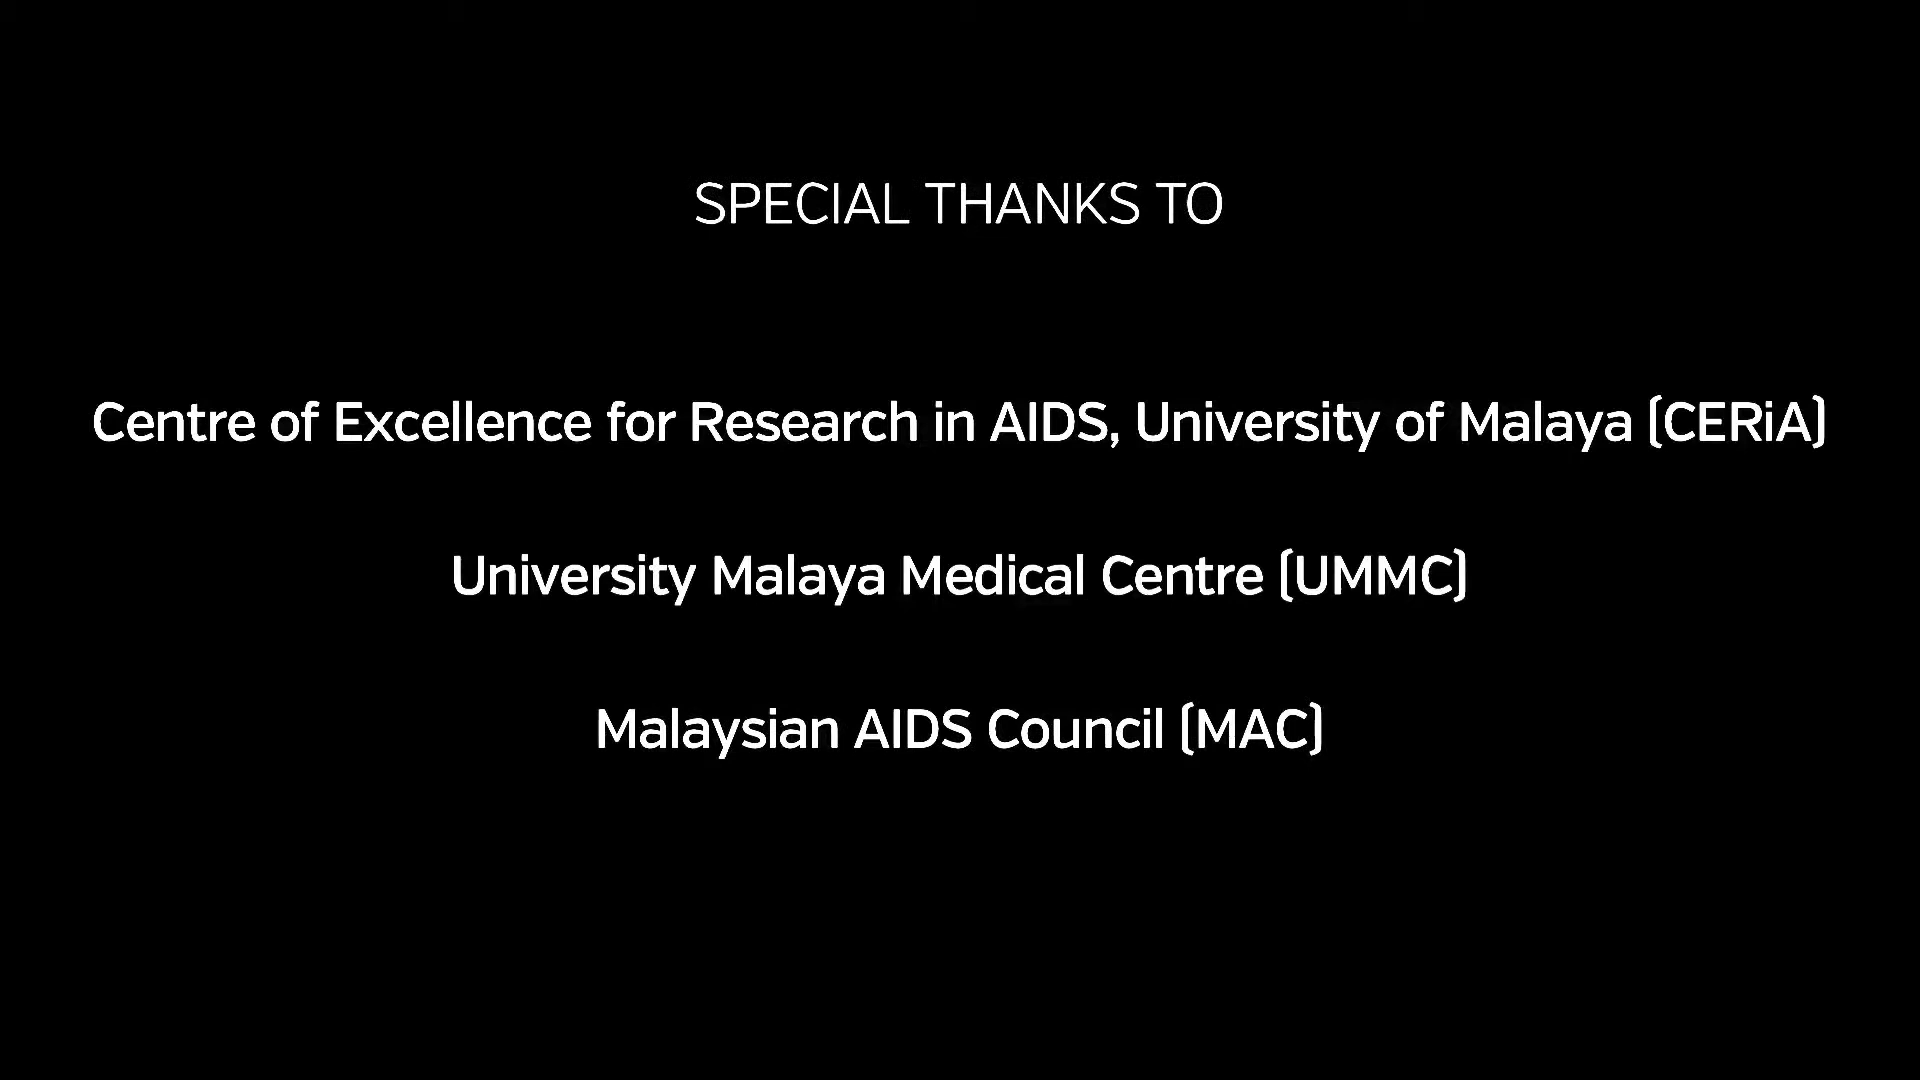 SPECIAL THANKS TO
Centre of Excellence for Research in AIDS, University of Malaya (CERiA)
University Malaya Medical Centre (UMMC)
Malaysian AIDS Council (MAC)